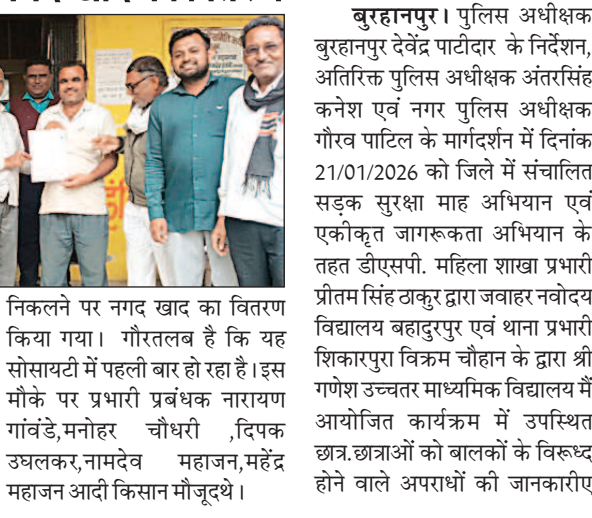 निकलने पर नगद खाद का वितरण
किया गया। गौरतलब है कि यह
सोसायटी में पहली बार हो रहा है।इस
मौके पर प्रभारी प्रबंधक नारायण
गांवंडे,मनोहर चौधरी ,दिपक
उघलकर,नामदेव महाजन,महेंद्र
महाजन आदी किसान मौजूदथे।
बुरहानपुर। पुलिस अधीक्षक
बुरहानपुर देवेंद्र पाटीदार के निर्देशन,
अतिरिक्त पुलिस अधीक्षक अंतरसिंह
कनेश एवं नगर पुलिस अधीक्षक
गौरव पाटिल के मार्गदर्शन में दिनांक
21/01/2026 को जिले में संचालित
सड़क सुरक्षा माह अभियान एवं
एकीकृत जागरूकता अभियान के
तहत डीएसपी. महिला शाखा प्रभारी
प्रीतम सिंह ठाकुर द्वारा जवाहर नवोदय
विद्यालय बहादुरपुर एवं थाना प्रभारी
शिकारपुरा विक्रम चौहान के द्वारा श्री
गणेश उच्चतर माध्यमिक विद्यालय मैं
आयोजित कार्यक्रम में उपस्थित
छात्र.छात्राओं को बालकों के विरूध्द
होने वाले अपराधों की जानकारीए